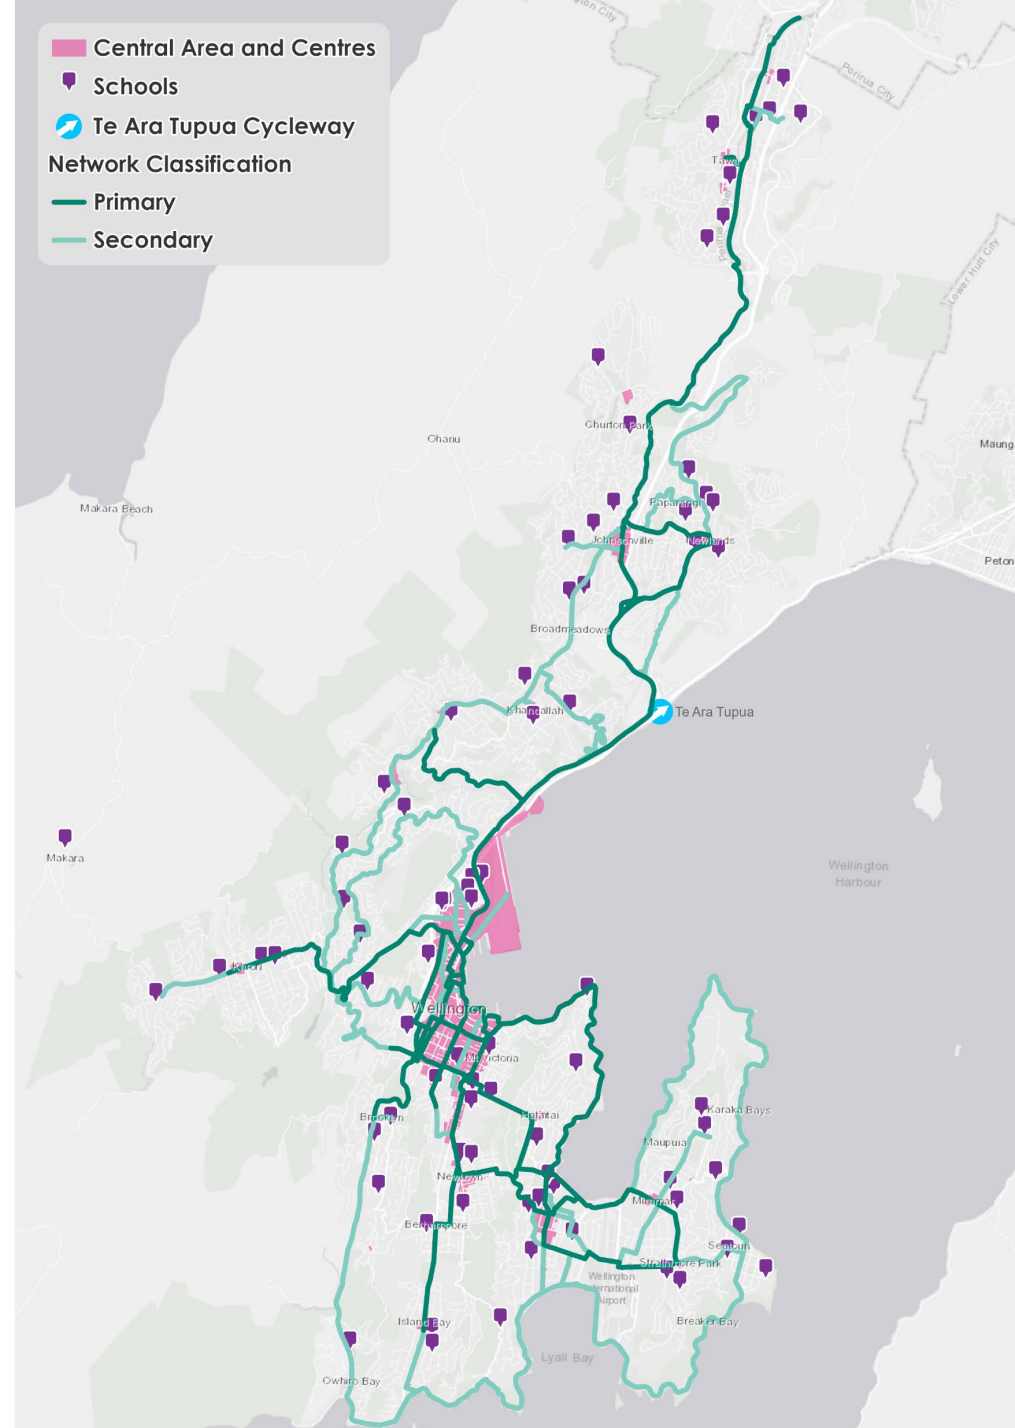 Central Area and Centres
Schools
Te Ara Tupua Cycleway
Network Classification
Primary
Secondary
Porirua City
Lower Hutt City
Tawa
Churton Park
Ohariu
Maung
Makara Beach
Paparangi
Johnsonville
Newlands
Peton
Broadmeadows
Khandallah
Te Ara Tupua
Makara
Wellington
Harbour
Karori
Wellington
Mt Victoria
Hataitai
Karaka Bays
Brooklyn
Maupuia
Newtown
Miramar
Berhampore
Seatoun
Strathmore Park
Wellington
International
Airport
Island Bay
Breaker Bay
Lyall Bay
Owhiro Bay